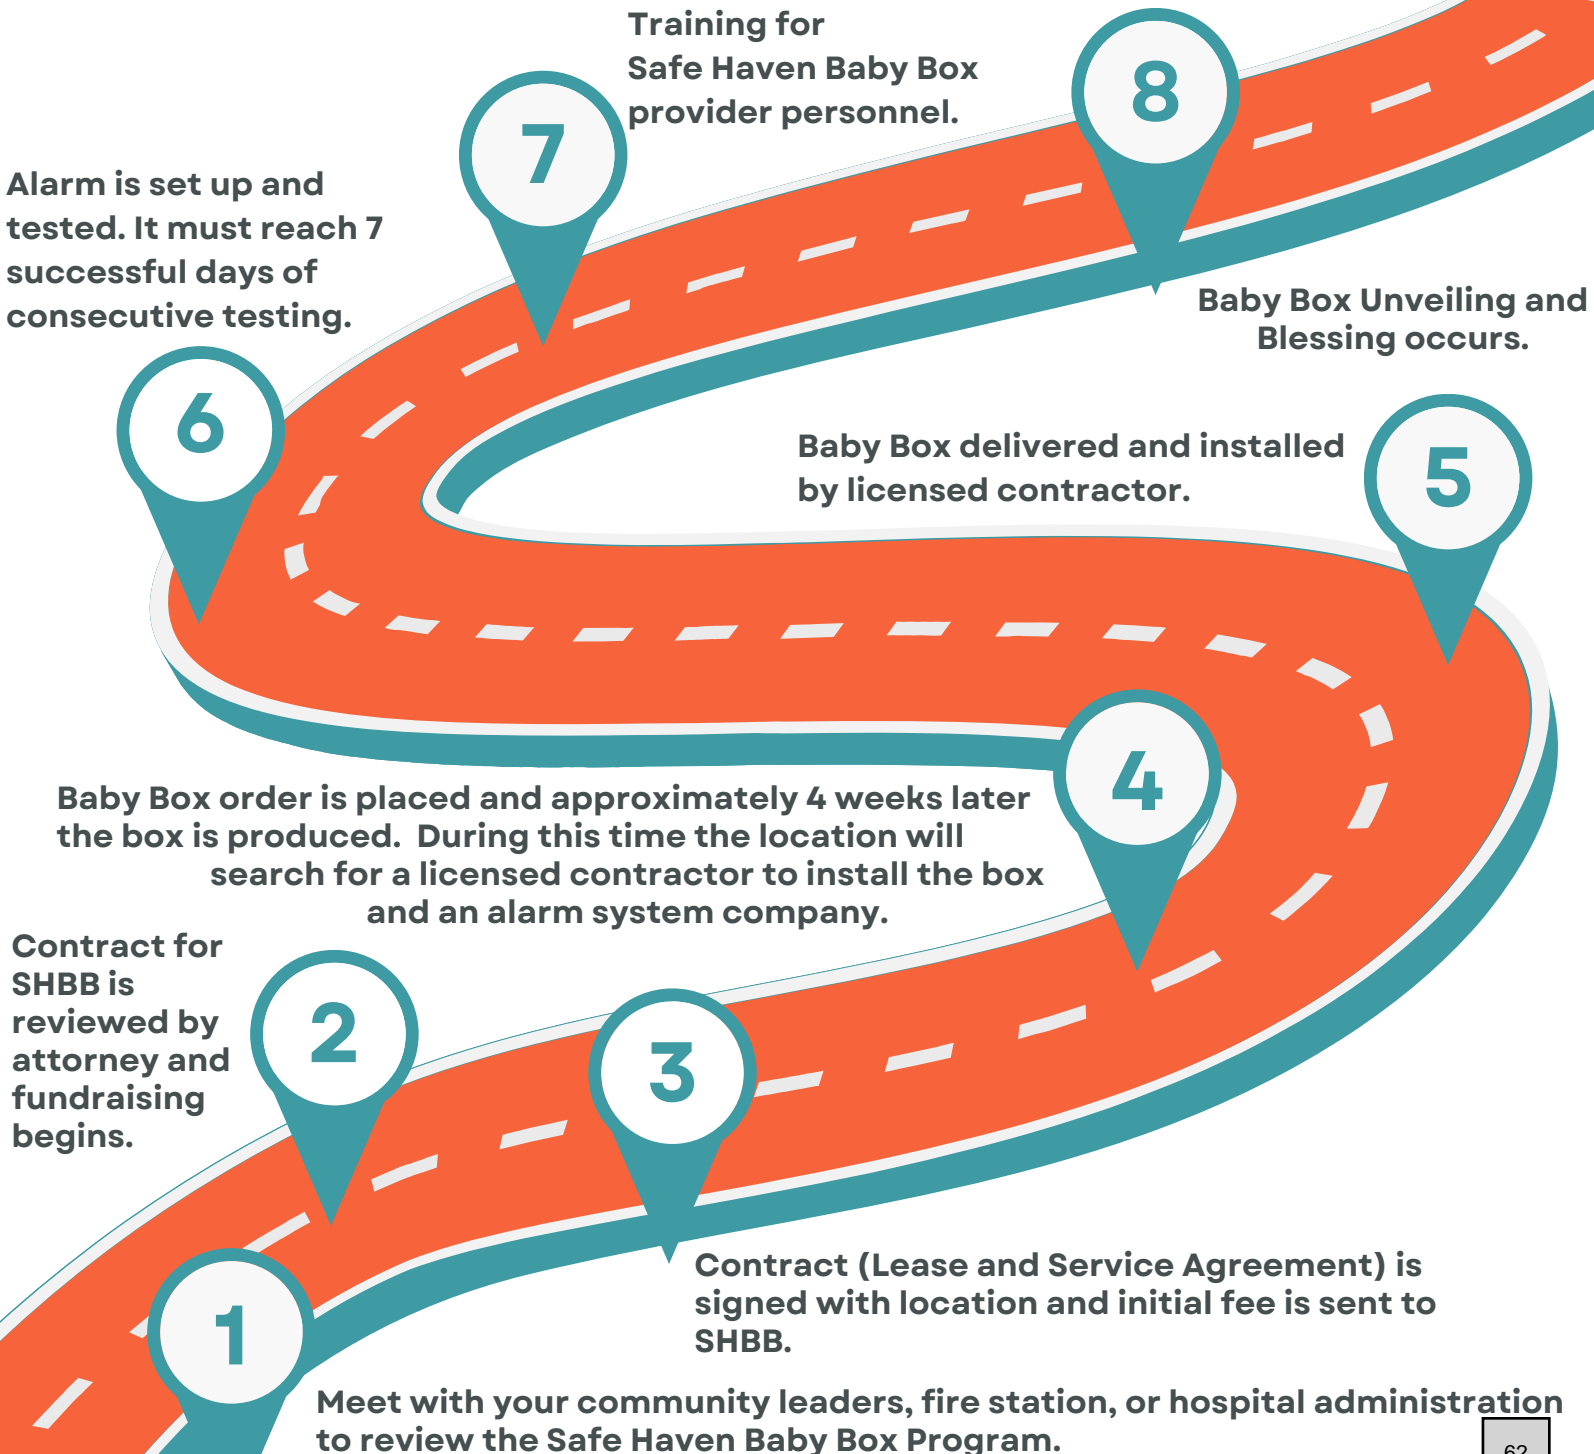 Training for
Safe Haven Baby Box
provider personnel.
8
7
Alarm is set up and
tested. It must reach 7
successful days of
consecutive testing.
Baby Box Unveiling and
Blessing occurs.
6
Baby Box delivered and installed
by licensed contractor.
5
4
Baby Box order is placed and approximately 4 weeks later
the box is produced.  During this time the location will
search for a licensed contractor to install the box
and an alarm system company.
Contract for
SHBB is
reviewed by
attorney and
fundraising
begins.
2
3
Contract (Lease and Service Agreement) is
signed with location and initial fee is sent to
SHBB.
1
Meet with your community leaders, fire station, or hospital administration
to review the Safe Haven Baby Box Program.
62